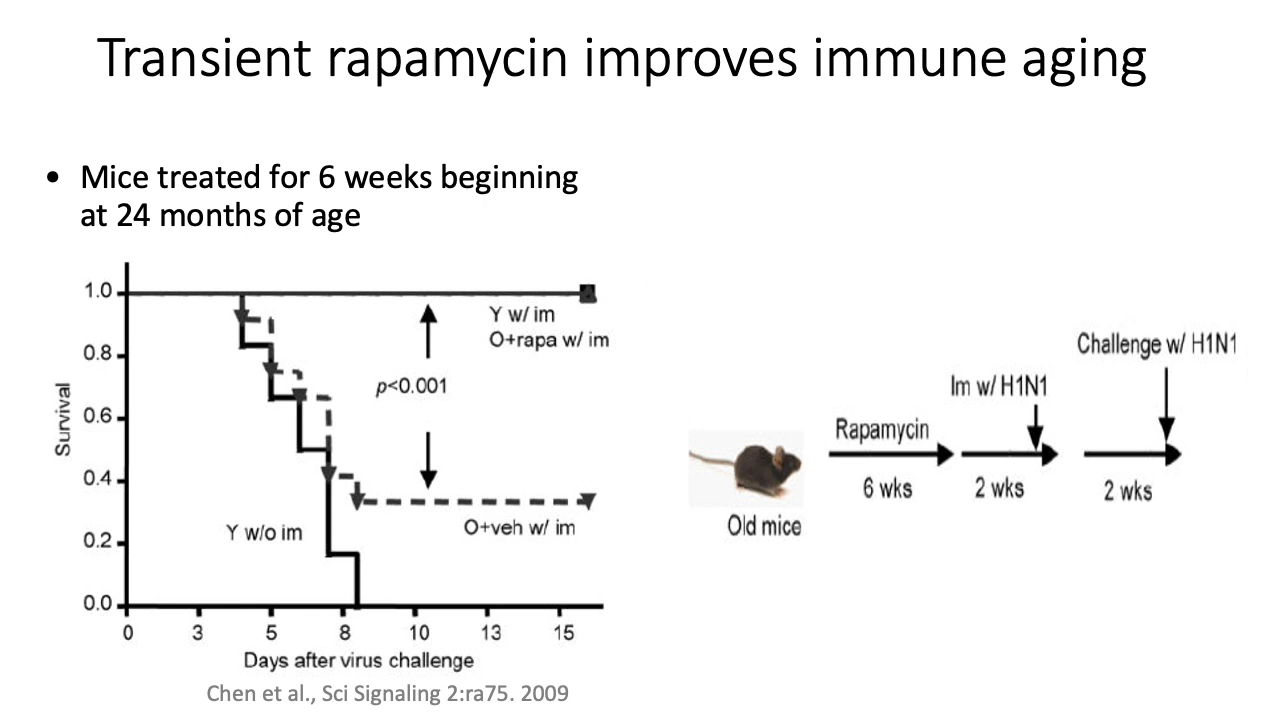 Transient rapamycin improves immune aging
• Mice treated for 6 weeks beginning
at 24 months of age
Survival
1.0
0.8
0.6
0.4
0.2
0.0
Y w/ im
O+rapa w/ im
p<0.001
Y w/o im
O+veh w/ im
0 3 5 8 10 13 15
Days after virus challenge
Chen et al., Sci Signaling 2:ra75. 2009
Challenge w/ H1N1
Im w/ H1N1
Rapamycin
6 wks
2 wks
2 wks
Old mice